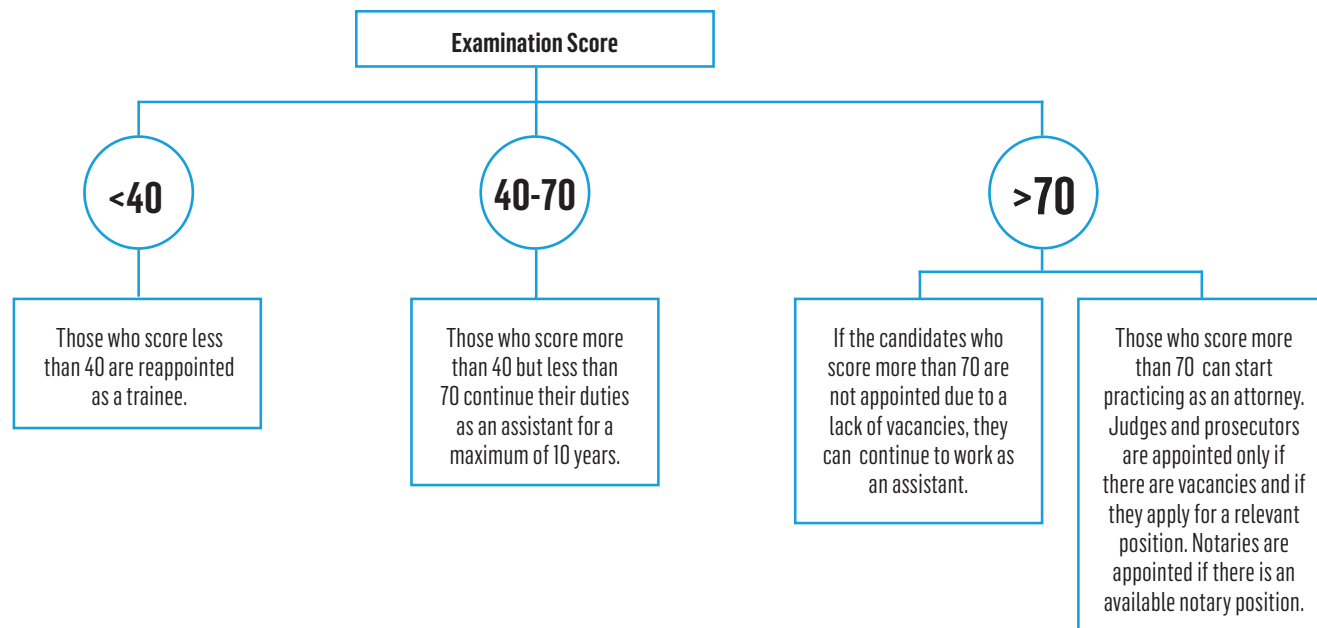 Examination Score
<40
40-70
>70
Those who score less
than 40 are reappointed
as a trainee.
Those who score more
than 40 but less than
70 continue their duties
as an assistant for a
maximum of 10 years.
If the candidates who
score more than 70 are
not appointed due to a
lack of vacancies, they
can continue to work as
an assistant.
Those who score more
than 70 can start
practicing as an attorney.
Judges and prosecutors
are appointed only if
there are vacancies and if
they apply for a relevant
position. Notaries are
appointed if there is an
available notary position.